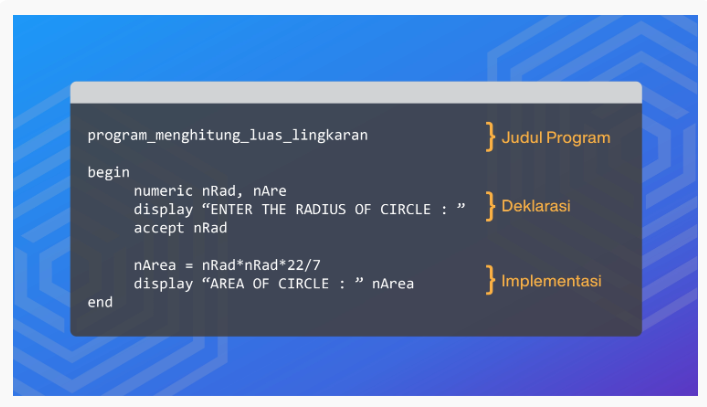 program_menghitung_luas_lingkaran
Judul Program
begin
numeric nRad, nAre
display “ENTER THE RADIUS OF CIRCLE : ”
Deklarasi
accept nRad
nArea = nRad*nRad*22/7
display “AREA OF CIRCLE : ” nArea
Implementasi
end